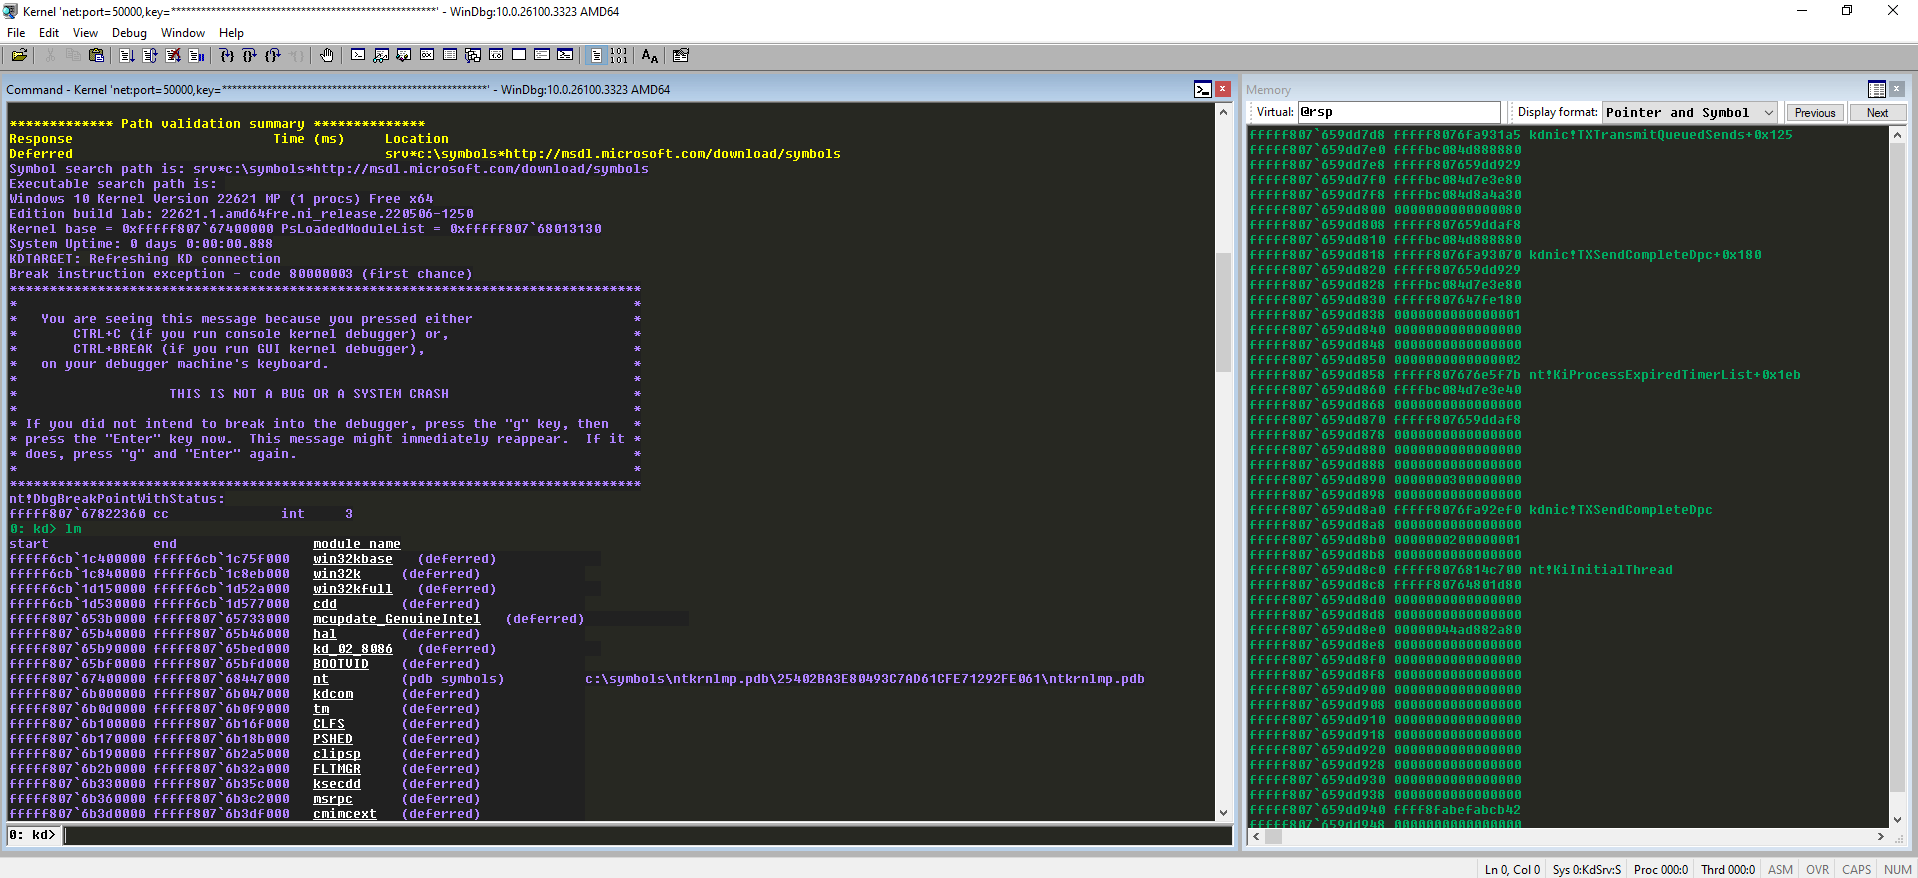 Kernel 'net:port=50000,key=*****************************************************' - WinDbg:10.0.26100.3323 AMD64
File Edit View Debug Window Help
Command - Kernel 'net:port=50000,key=*****************************************************' - WinDbg:10.0.26100.3323 AMD64
************* Path validation summary **************
Response Time (ms) Location
Deferred srv*c:\symbols*http://msdl.microsoft.com/download/symbols
Symbol search path is: srv*c:\symbols*http://msdl.microsoft.com/download/symbols
Executable search path is:
Windows 10 Kernel Version 22621 MP (1 procs) Free x64
Edition build lab: 22621.1.amd64fre.ni_release.220506-1250
Kernel base = 0xfffff807`67400000 PsLoadedModuleList = 0xfffff807`68013130
System Uptime: 0 days 0:00:00.888
KDTARGET: Refreshing KD connection
Break instruction exception - code 80000003 (first chance)
*******************************************************************************
* *
* You are seeing this message because you pressed either *
* CTRL+C (if you run console kernel debugger) or, *
* CTRL+BREAK (if you run GUI kernel debugger), *
* on your debugger machine's keyboard. *
* *
* THIS IS NOT A BUG OR A SYSTEM CRASH *
* *
* If you did not intend to break into the debugger, press the "g" key, then *
* press the "Enter" key now. This message might immediately reappear. If it *
* does, press "g" and "Enter" again. *
* *
*******************************************************************************
nt!DbgBreakPointWithStatus:
fffff807`67822360 cc int 3
0: kd> lm
start end module name
fffff6cb`1c400000 fffff6cb`1c75f000 win32kbase (deferred)
fffff6cb`1c840000 fffff6cb`1c8eb000 win32k (deferred)
fffff6cb`1d150000 fffff6cb`1d52a000 win32kfull (deferred)
fffff6cb`1d530000 fffff6cb`1d577000 cdd (deferred)
fffff807`653b0000 fffff807`65733000 mcupdate_GenuineIntel (deferred)
fffff807`65b40000 fffff807`65b46000 hal (deferred)
fffff807`65b90000 fffff807`65bed000 kd_02_8086 (deferred)
fffff807`65bf0000 fffff807`65bfd000 BOOTVID (deferred)
fffff807`67400000 fffff807`68447000 nt (pdb symbols) c:\symbols\ntkrnlmp.pdb\25402BA3E80493C7AD61CFE71292FE061\ntkrnlmp.pdb
fffff807`6b000000 fffff807`6b047000 kdcom (deferred)
fffff807`6b0d0000 fffff807`6b0f9000 tm (deferred)
fffff807`6b100000 fffff807`6b16f000 CLFS (deferred)
fffff807`6b170000 fffff807`6b18b000 PSHED (deferred)
fffff807`6b190000 fffff807`6b2a5000 clipsp (deferred)
fffff807`6b2b0000 fffff807`6b32a000 FLTMGR (deferred)
fffff807`6b330000 fffff807`6b35c000 ksecdd (deferred)
fffff807`6b360000 fffff807`6b3c2000 msrpc (deferred)
fffff807`6b3d0000 fffff807`6b3df000 cmimcext (deferred)
0: kd>
Memory
Virtual: @rsp Display format: Pointer and Symbol Previous Next
fffff807`659dd7d8 fffff8076fa931a5 kdnic!TXTransmitQueuedSends+0x125
fffff807`659dd7e0 ffffbc084d888880
fffff807`659dd7e8 fffff807659dd929
fffff807`659dd7f0 ffffbc084d7e3e80
fffff807`659dd7f8 ffffbc084d8a4a30
fffff807`659dd800 0000000000000080
fffff807`659dd808 fffff807659ddaf8
fffff807`659dd810 ffffbc084d888880
fffff807`659dd818 fffff8076fa93070 kdnic!TXSendCompleteDpc+0x180
fffff807`659dd820 fffff807659dd929
fffff807`659dd828 ffffbc084d7e3e80
fffff807`659dd830 fffff807647fe180
fffff807`659dd838 0000000000000001
fffff807`659dd840 0000000000000000
fffff807`659dd848 0000000000000000
fffff807`659dd850 0000000000000002
fffff807`659dd858 fffff807676e5f7b nt!KiProcessExpiredTimerList+0x1eb
fffff807`659dd860 ffffbc084d7e3e40
fffff807`659dd868 0000000000000000
fffff807`659dd870 fffff807659ddaf8
fffff807`659dd878 0000000000000000
fffff807`659dd880 0000000000000000
fffff807`659dd888 0000000000000000
fffff807`659dd890 0000000300000000
fffff807`659dd898 0000000000000000
fffff807`659dd8a0 fffff8076fa92ef0 kdnic!TXSendCompleteDpc
fffff807`659dd8a8 0000000000000000
fffff807`659dd8b0 0000000200000001
fffff807`659dd8b8 0000000000000000
fffff807`659dd8c0 fffff8076814c700 nt!KiInitialThread
fffff807`659dd8c8 fffff80764801d80
fffff807`659dd8d0 0000000000000000
fffff807`659dd8d8 0000000000000000
fffff807`659dd8e0 00000044ad882a80
fffff807`659dd8e8 0000000000000000
fffff807`659dd8f0 0000000000000000
fffff807`659dd8f8 0000000000000000
fffff807`659dd900 0000000000000000
fffff807`659dd908 0000000000000000
fffff807`659dd910 0000000000000000
fffff807`659dd918 0000000000000000
fffff807`659dd920 0000000000000000
fffff807`659dd928 0000000000000000
fffff807`659dd930 0000000000000000
fffff807`659dd938 0000000000000000
fffff807`659dd940 ffff8fabefabcb42
fffff807`659dd948 0000000000000000
Ln 0, Col 0 Sys 0:KdSrv:S Proc 000:0 Thrd 000:0 ASM OVR CAPS NUM